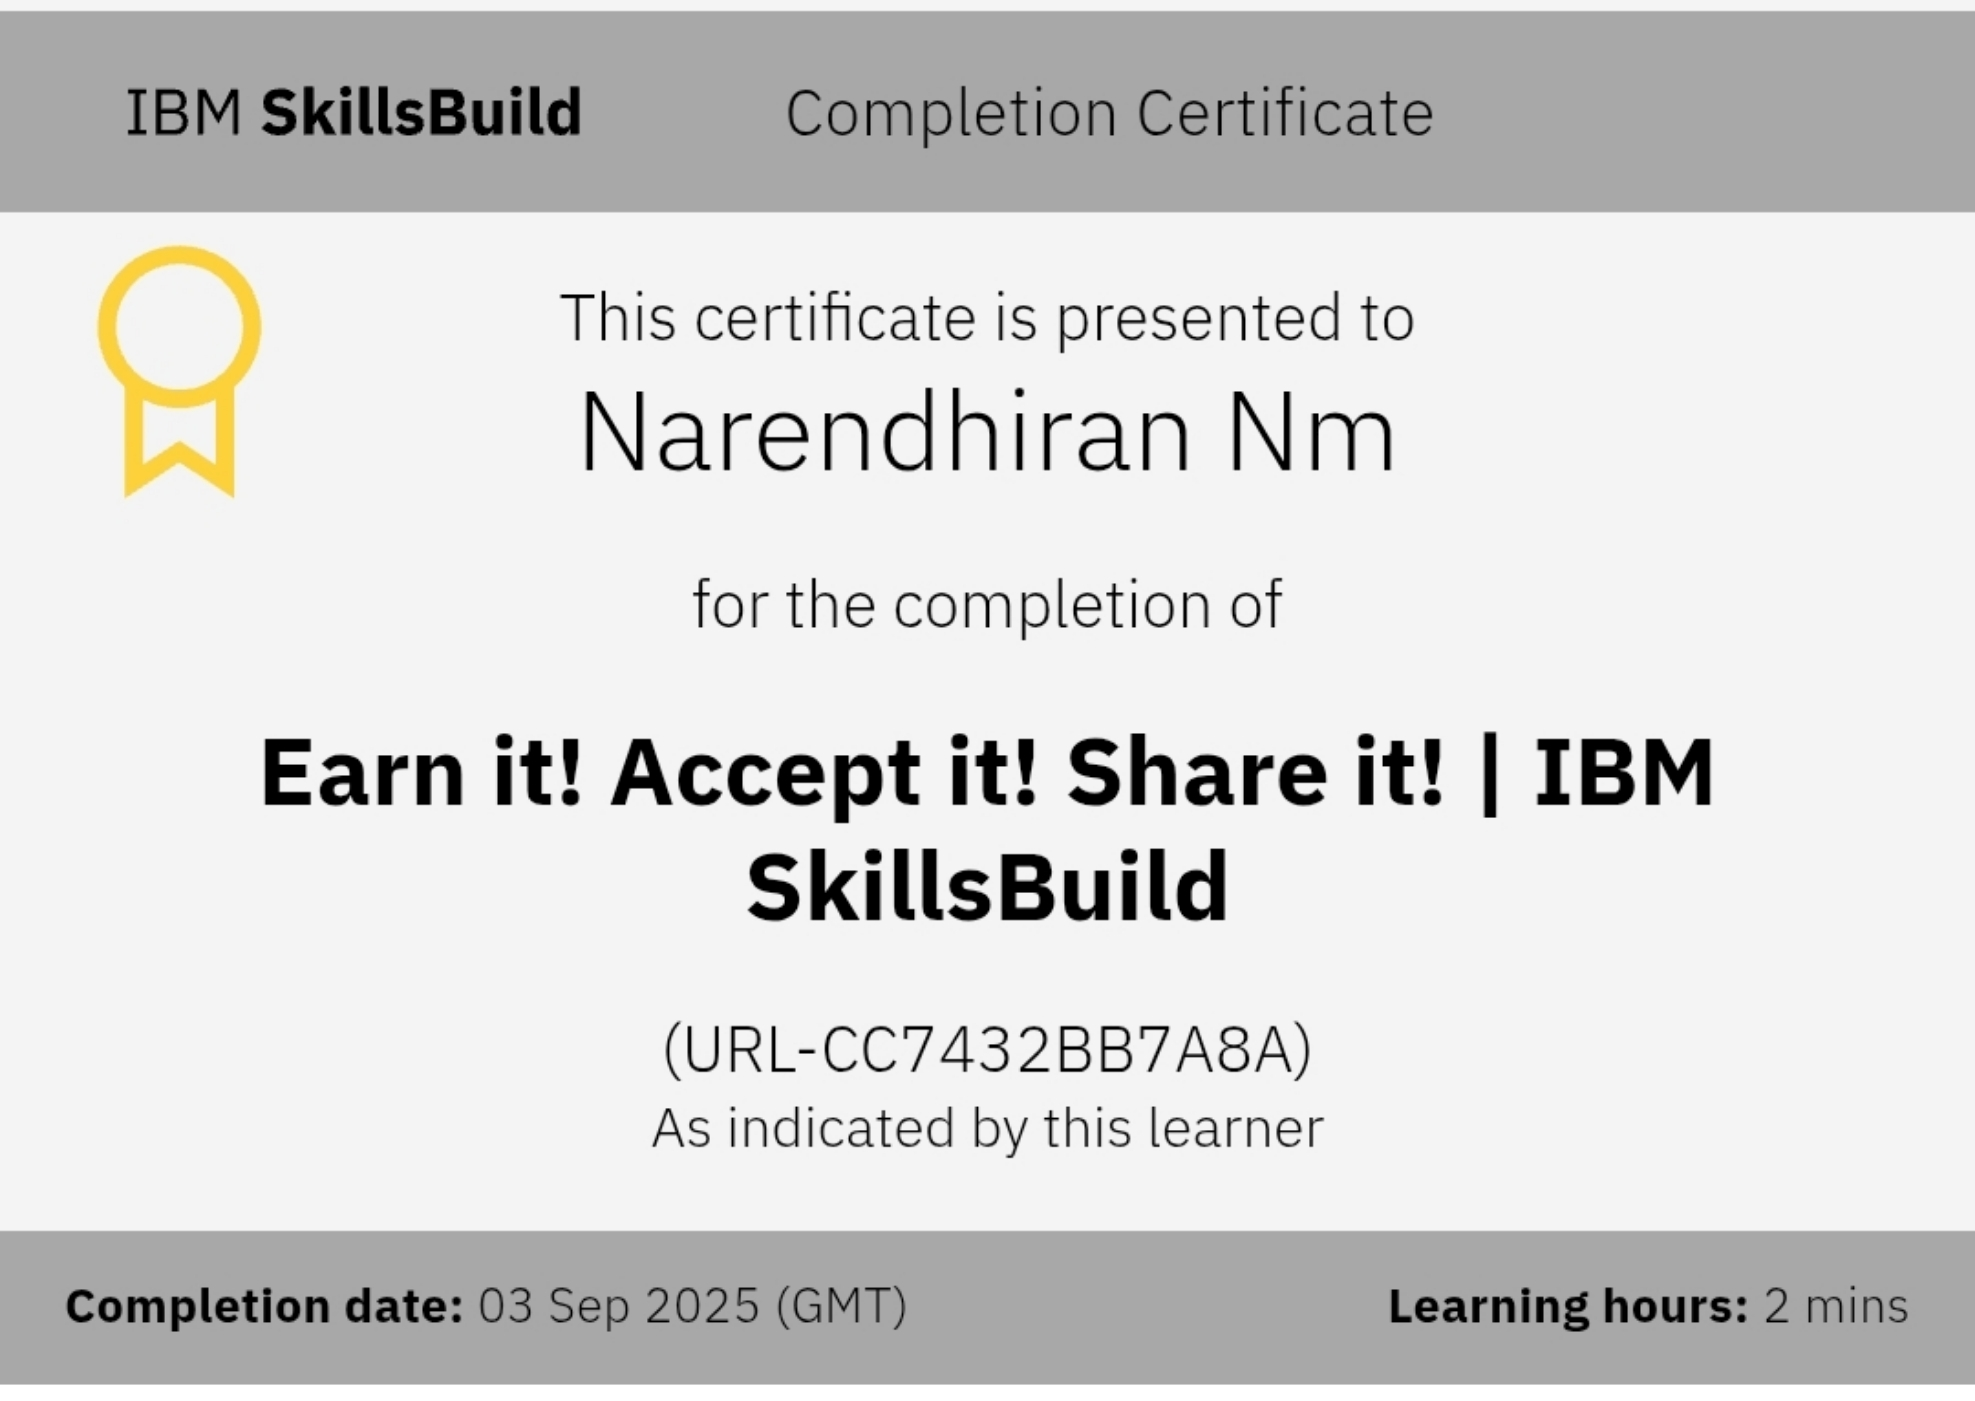 IBM SkillsBuild Completion Certificate
This certificate is presented to
Narendhiran Nm
for the completion of
Earn it! Accept it! Share it! | IBM
SkillsBuild
(URL-CC7432BB7A8A)
As indicated by this learner
Completion date: 03 Sep 2025 (GMT) Learning hours: 2 mins